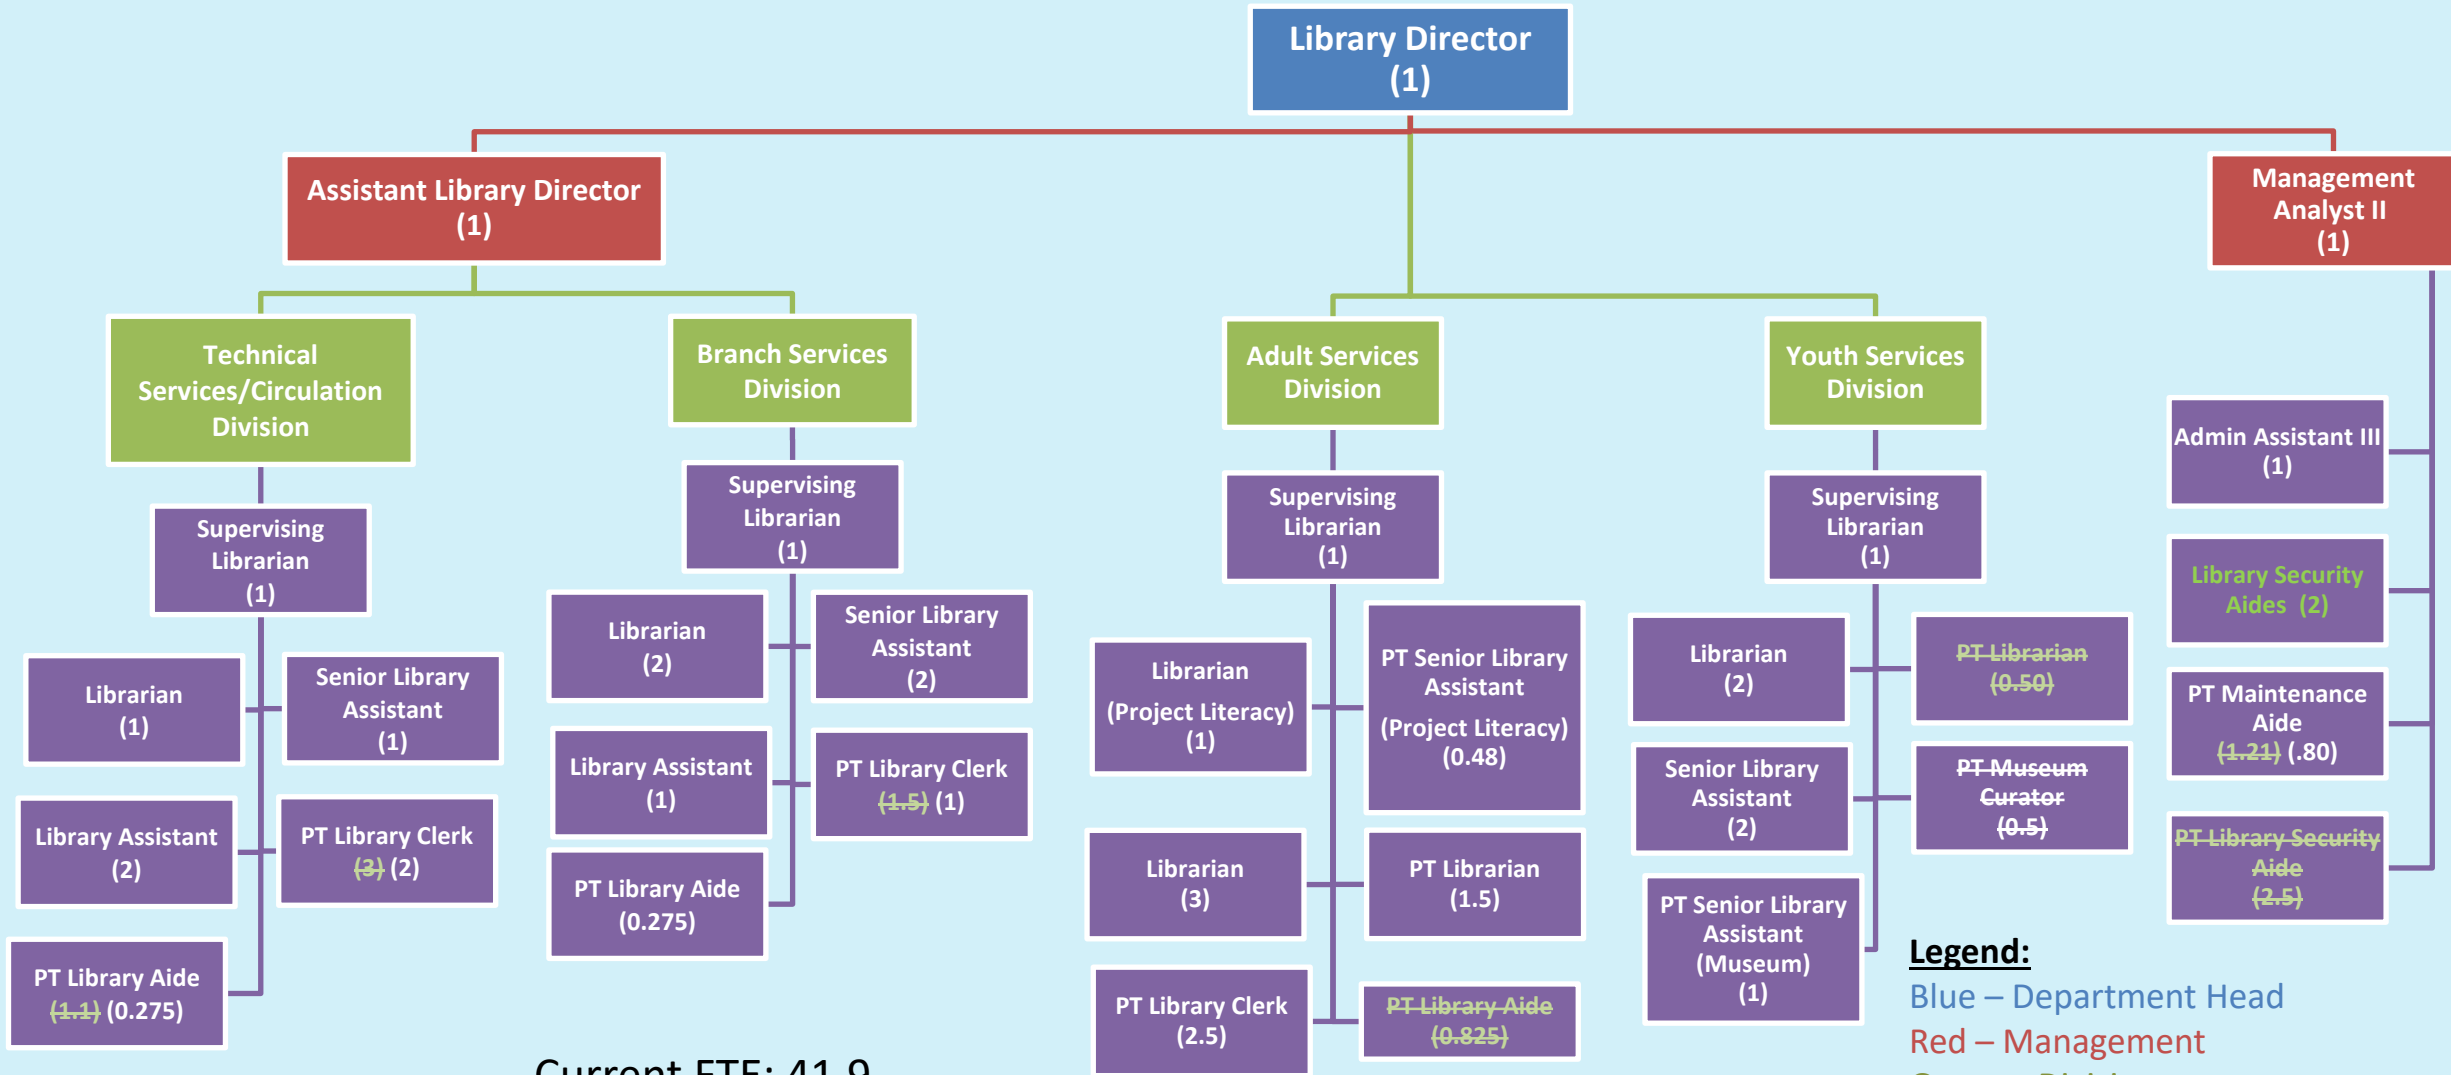 Library Director
(1)
Assistant Library Director
(1)
Management
Analyst II
(1)
Technical
Services/Circulation
Division
Supervising
Librarian
(1)
Librarian
(1)
Senior Library
Assistant
(1)
Library Assistant
(2)
PT Library Clerk
(3) (2)
PT Library Aide
(1.1) (0.275)
Branch Services
Division
Supervising
Librarian
(1)
Librarian
(2)
Senior Library
Assistant
(2)
Library Assistant
(1)
PT Library Clerk
(1.5) (1)
PT Library Aide
(0.275)
Adult Services
Division
Supervising
Librarian
(1)
Librarian
(Project Literacy)
(1)
PT Senior Library
Assistant
(Project Literacy)
(0.48)
Librarian
(3)
PT Librarian
(1.5)
PT Library Clerk
(2.5)
PT Library Aide
(0.825)
Youth Services
Division
Supervising
Librarian
(1)
Librarian
(2)
PT Librarian
(0.50)
Senior Library
Assistant
(2)
PT Museum
Curator
(0.5)
PT Senior Library
Assistant
(Museum)
(1)
Admin Assistant III
(1)
Library Security
Aides (2)
PT Maintenance
Aide
(1.21) (.80)
PT Library Security
Aide
(2.5)
Legend:
Blue – Department Head
Red – Management
Current FTE: 41.9